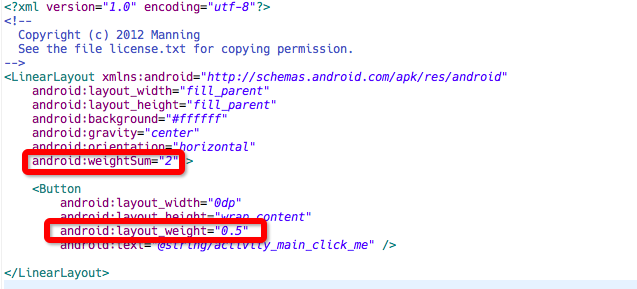 <?xml version="1.0" encoding="utf-8"?>
<!--
Copyright (c) 2012 Manning
See the file license.txt for copying permission.
-->
<LinearLayout xmlns:android="http://schemas.android.com/apk/res/android"
android:layout_width="fill_parent"
android:layout_height="fill_parent"
android:background="#ffffff"
android:gravity="center"
android:orientation="horizontal"
android:weightSum="2">
<Button
android:layout_width="0dp"
android:layout_height="wrap_content"
android:layout_weight="0.5"
android:text="@string/activity_main_click_me" />
</LinearLayout>